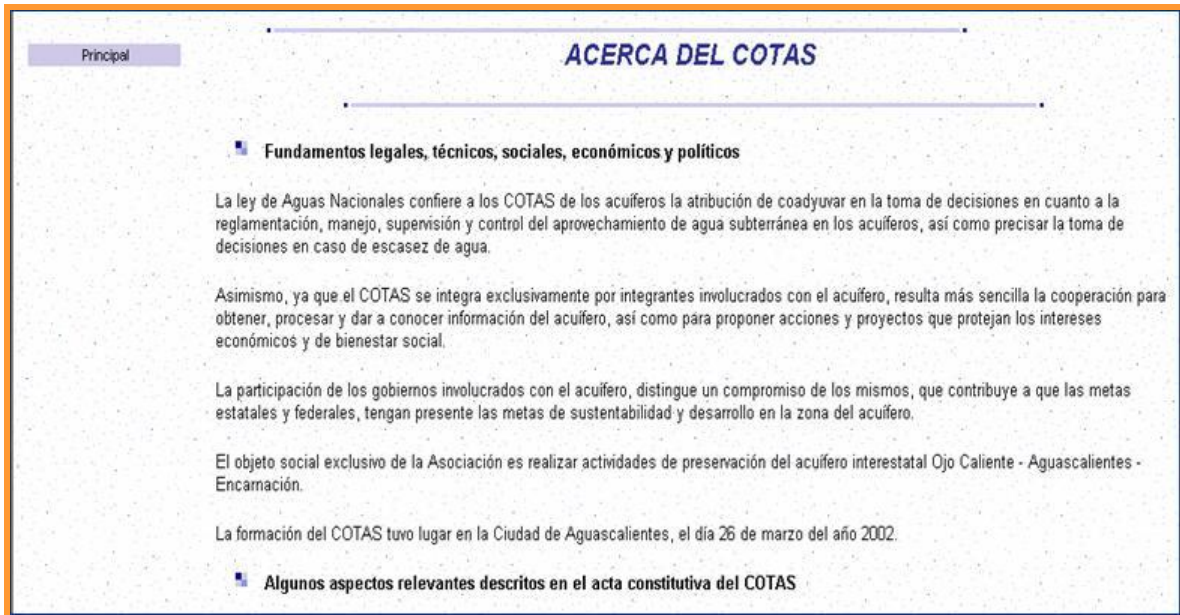 Principal
ACERCA DEL COTAS
Fundamentos legales, técnicos, sociales, económicos y políticos
La ley de Aguas Nacionales confiere a los COTAS de los acuíferos la atribución de coadyuvar en la toma de decisiones en cuanto a la
reglamentación, manejo, supervisión y control del aprovechamiento de agua subterránea en los acuíferos, así como precisar la toma de
decisiones en caso de escasez de agua.
Asimismo, ya que el COTAS se integra exclusivamente por integrantes involucrados con el acuífero, resulta más sencilla la cooperación para
obtener, procesar y dar a conocer información del acuífero, así como para proponer acciones y proyectos que protejan los intereses
económicos y de bienestar social.
La participación de los gobiernos involucrados con el acuífero, distingue un compromiso de los mismos, que contribuye a que las metas
estatales y federales, tengan presente las metas de sustentabilidad y desarrollo en la zona del acuífero.
El objeto social exclusivo de la Asociación es realizar actividades de preservación del acuífero interestatal Ojo Caliente - Aguascalientes -
Encarnación.
La formación del COTAS tuvo lugar en la Ciudad de Aguascalientes, el día 26 de marzo del año 2002.
Algunos aspectos relevantes descritos en el acta constitutiva del COTAS